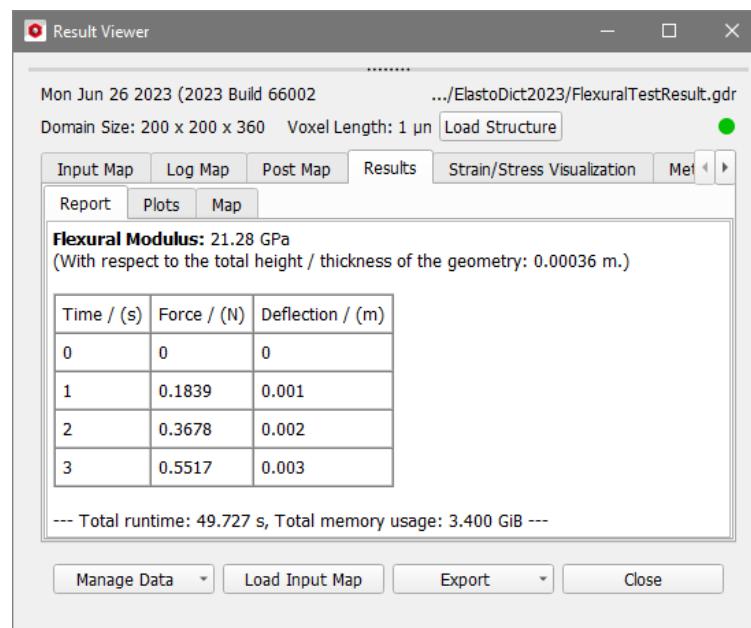 Result Viewer
Mon Jun 26 2023 (2023 Build 66002 .../ElastoDict2023/FlexuralTestResult.gdr
Domain Size: 200 x 200 x 360 Voxel Length: 1 µn Load Structure
Input Map Log Map Post Map Results Strain/Stress Visualization Met
Report Plots Map
Flexural Modulus: 21.28 GPa
(With respect to the total height / thickness of the geometry: 0.00036 m.)
Time / (s) Force / (N) Deflection / (m)
0 0 0
1 0.1839 0.001
2 0.3678 0.002
3 0.5517 0.003
--- Total runtime: 49.727 s, Total memory usage: 3.400 GiB ---
Manage Data Load Input Map Export Close